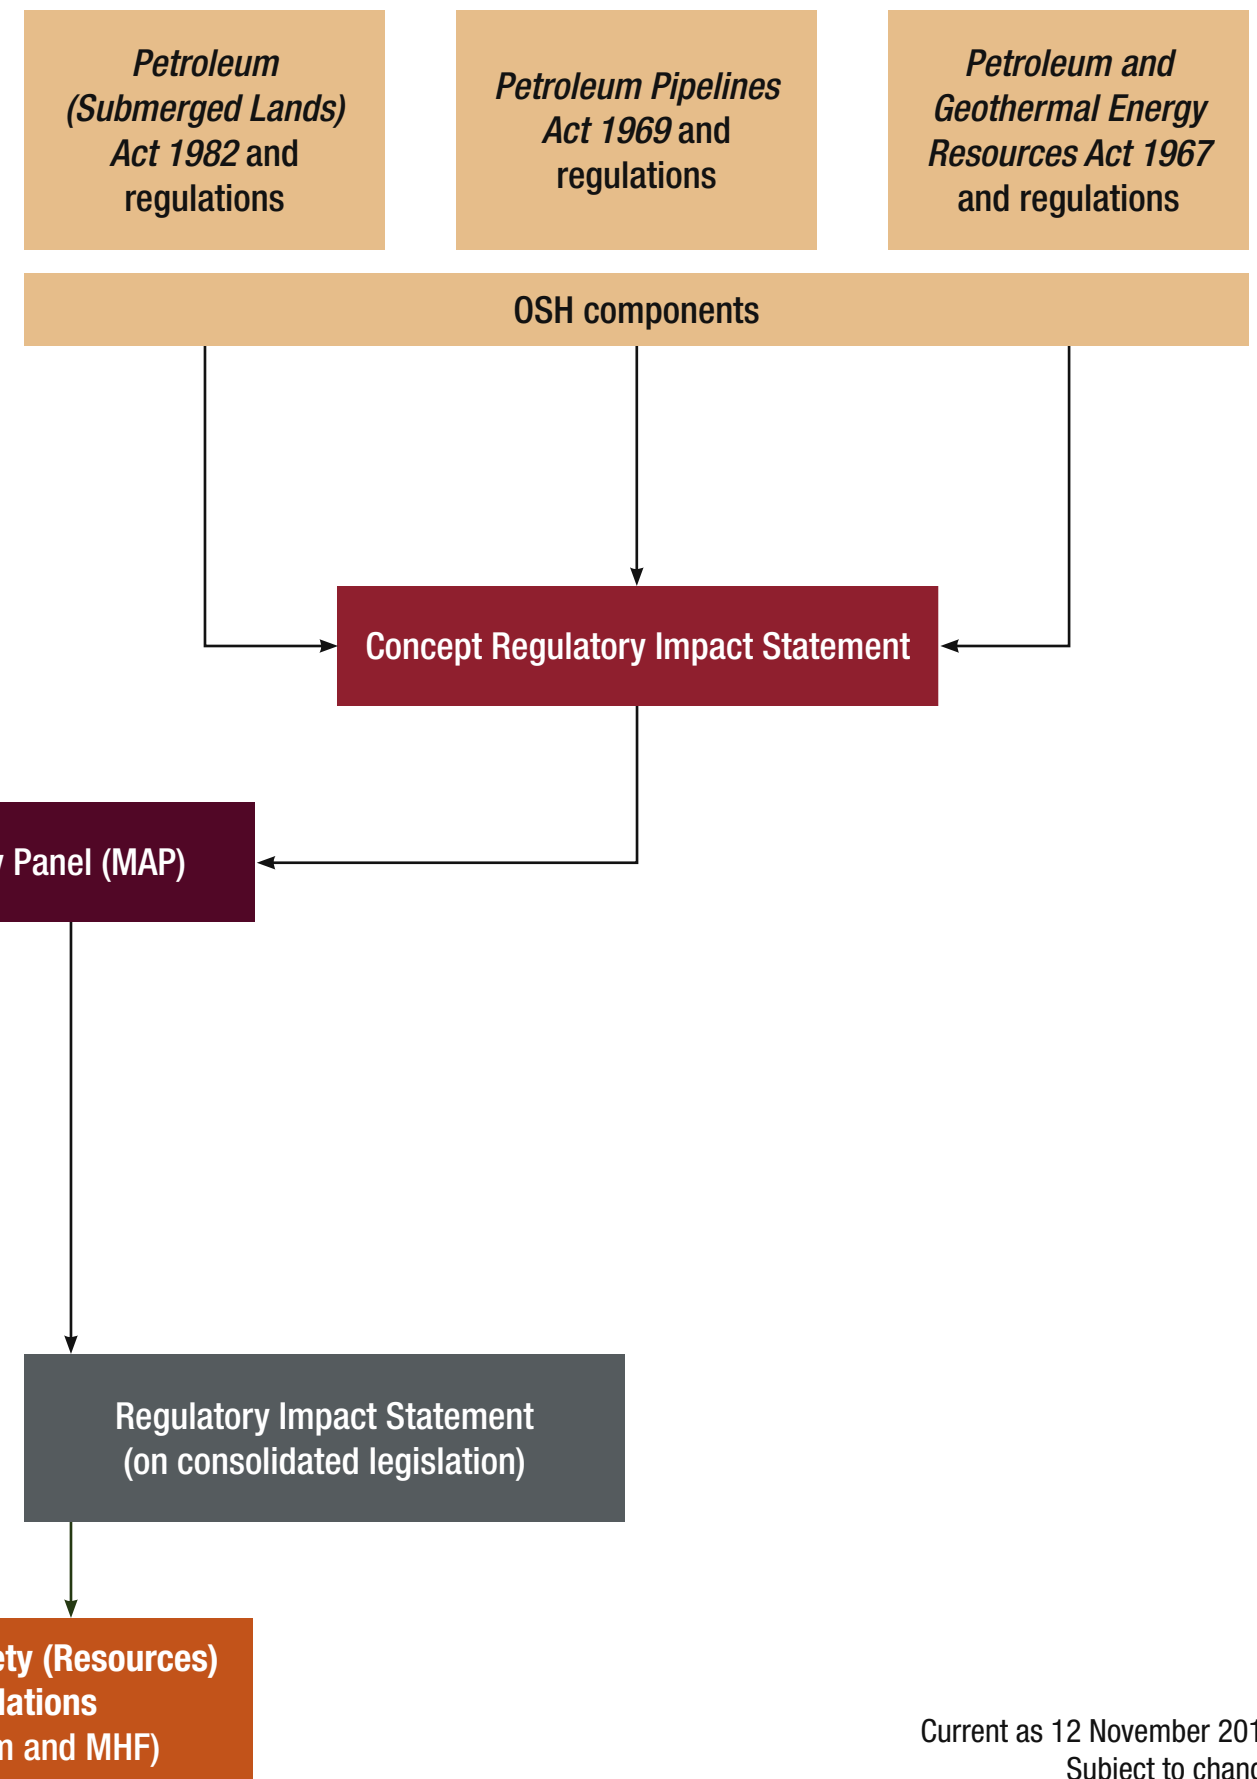 Petroleum
(Submerged Lands)
Act 1982 and
regulations
Petroleum Pipelines
Act 1969 and
regulations
Petroleum and
Geothermal Energy
Resources Act 1967
and regulations
OSH components
Concept Regulatory Impact Statement
Panel (MAP)
Regulatory Impact Statement
(on consolidated legislation)
(Resources)
and MHF)
Current as 12 November
Subject to